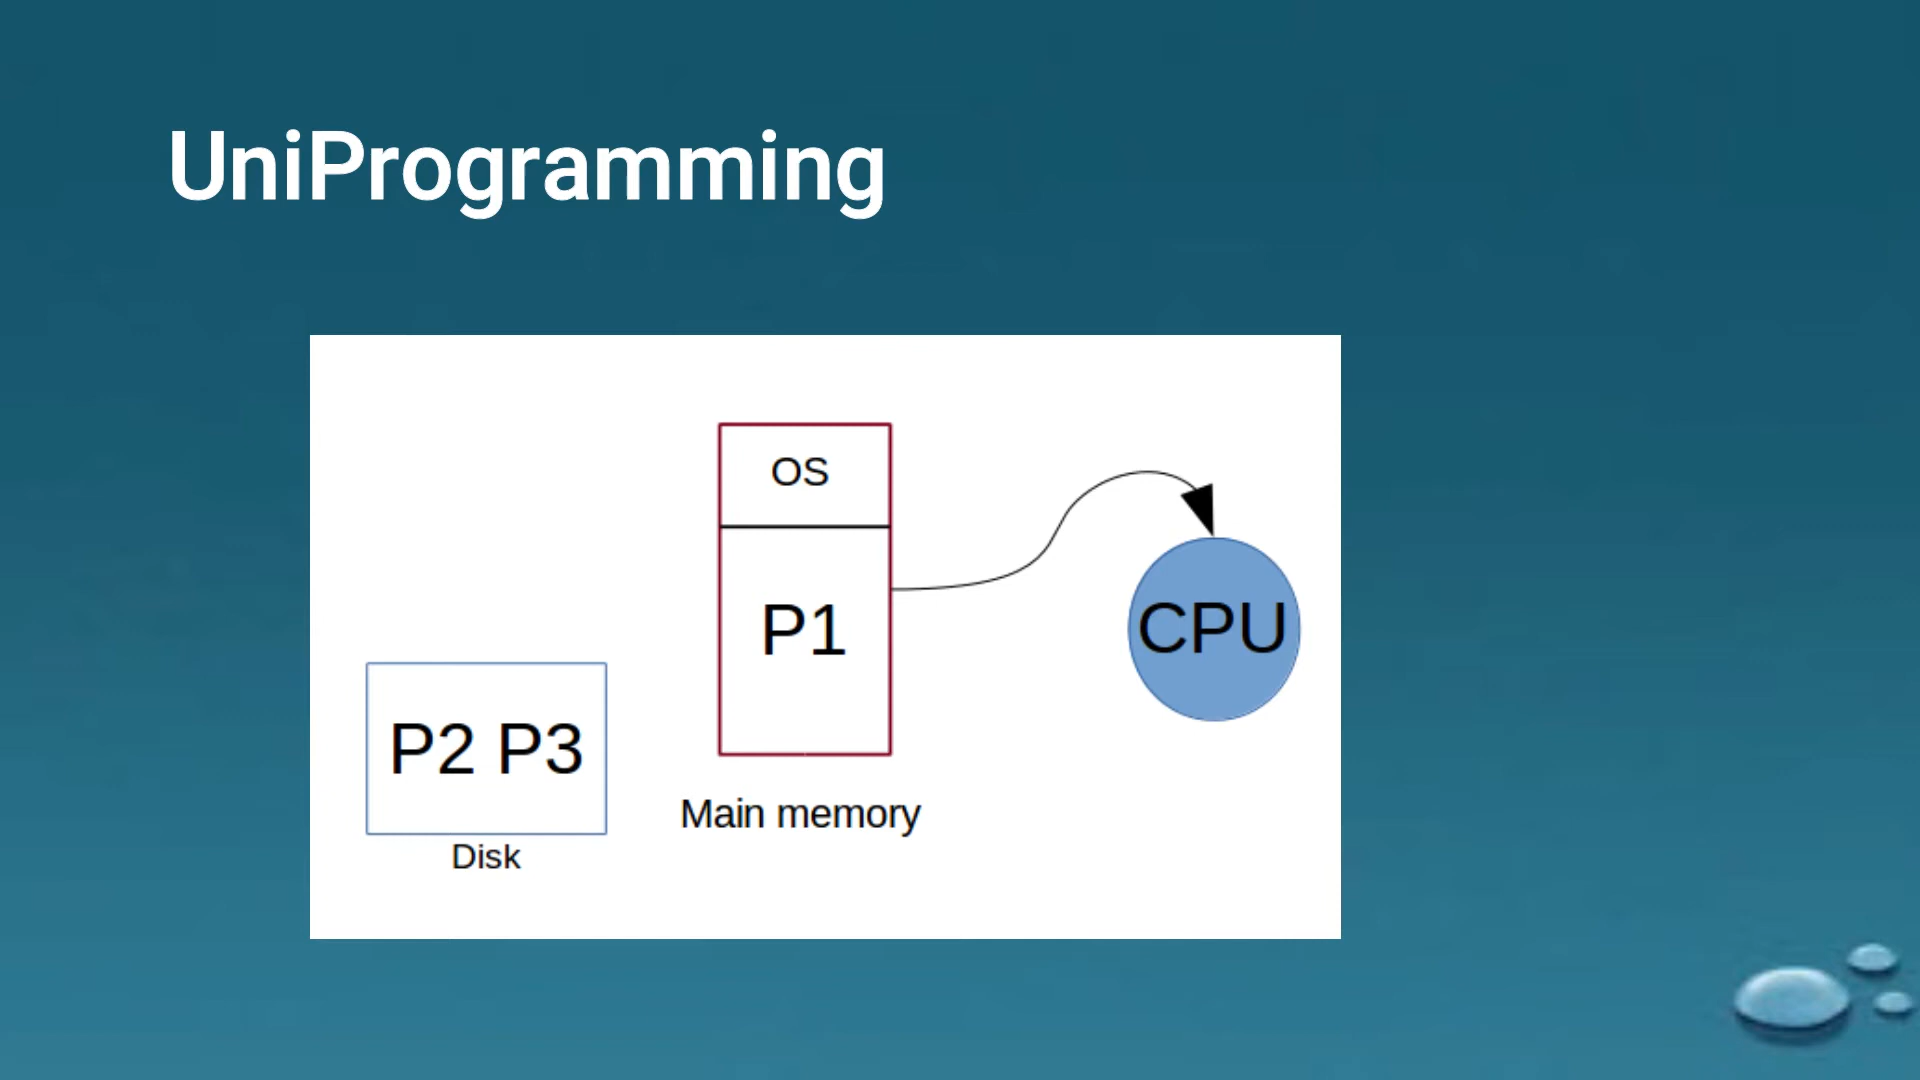 UniProgramming
OS
P1
CPU
P2 P3
Main memory
Disk